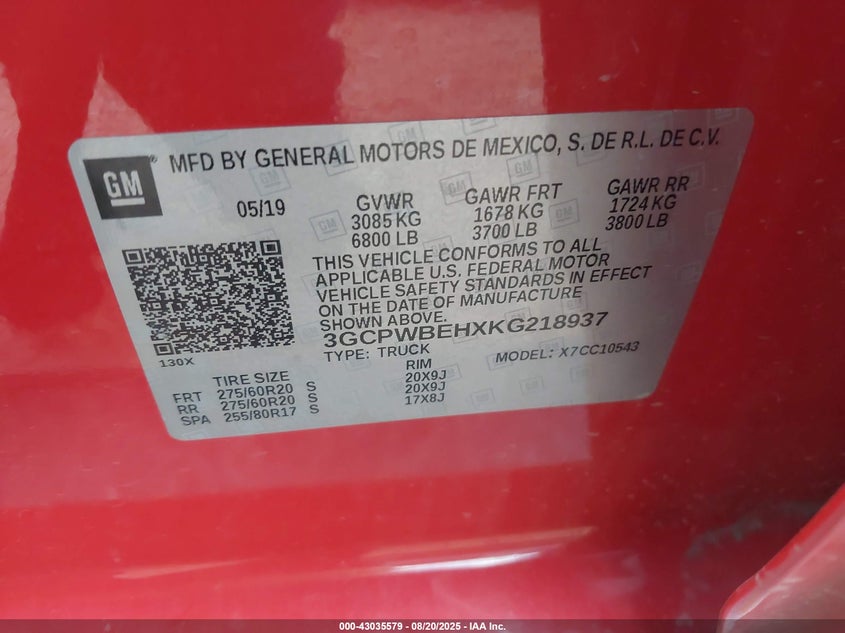 GM
MFD BY GENERAL MOTORS DE MEXICO, S. DE R.L. DE C.V.
05/19 GVWR GAWR FRT GAWR RR
3085 KG 1678 KG 1724 KG
6800 LB 3700 LB 3800 LB
THIS VEHICLE CONFORMS TO ALL
APPLICABLE U.S. FEDERAL MOTOR
VEHICLE SAFETY STANDARDS IN EFFECT
ON THE DATE OF MANUFACTURE
SHOWN ABOVE.
3GCPWBEHXKG218937
130X TYPE: TRUCK MODEL: X7CC10543
TIRE SIZE RIM
FRT 275/60R20 S 20X9J
RR 275/60R20 S 20X9J
SPA 255/80R17 S 17X8J
000-43035579 - 08/20/2025 - IAA Inc.